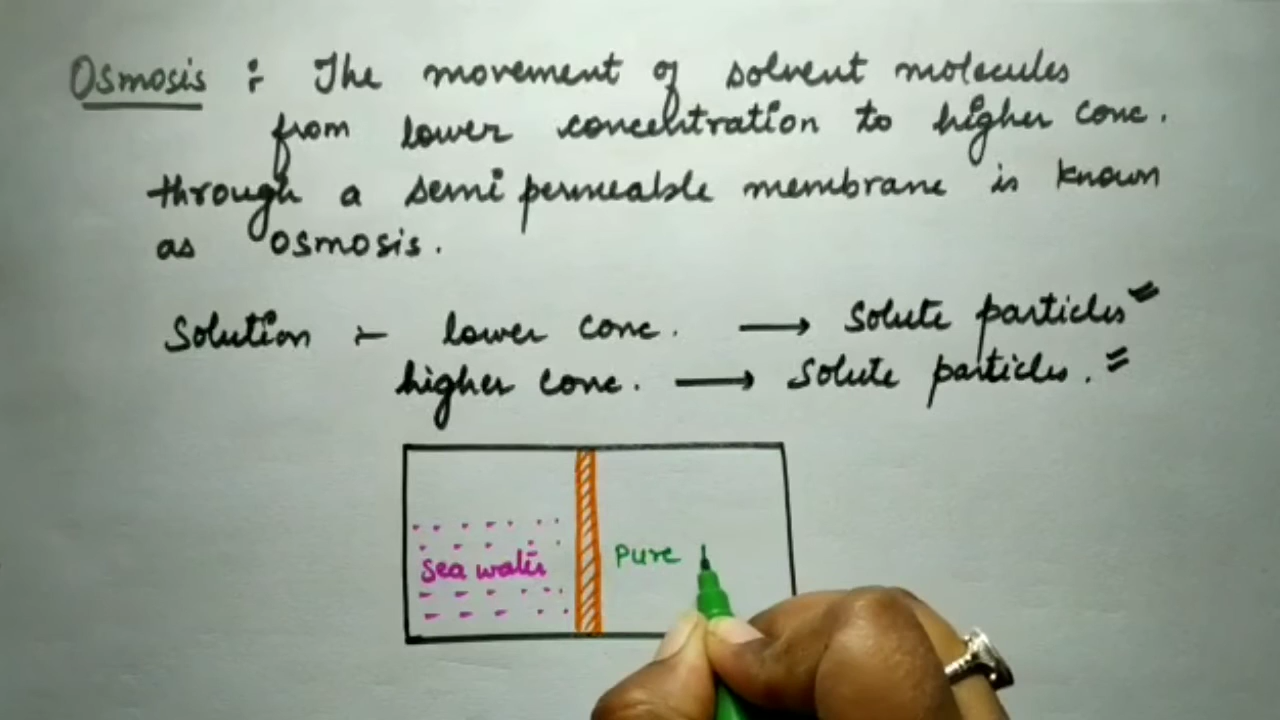 Osmosis :- The movement of solvent molecules
from lower concentration to higher conc.
through a semi permeable membrane is known
as osmosis.
Solution :- lower conc. → Solute particles
higher conc. → Solute particles.
Sea water
Pure